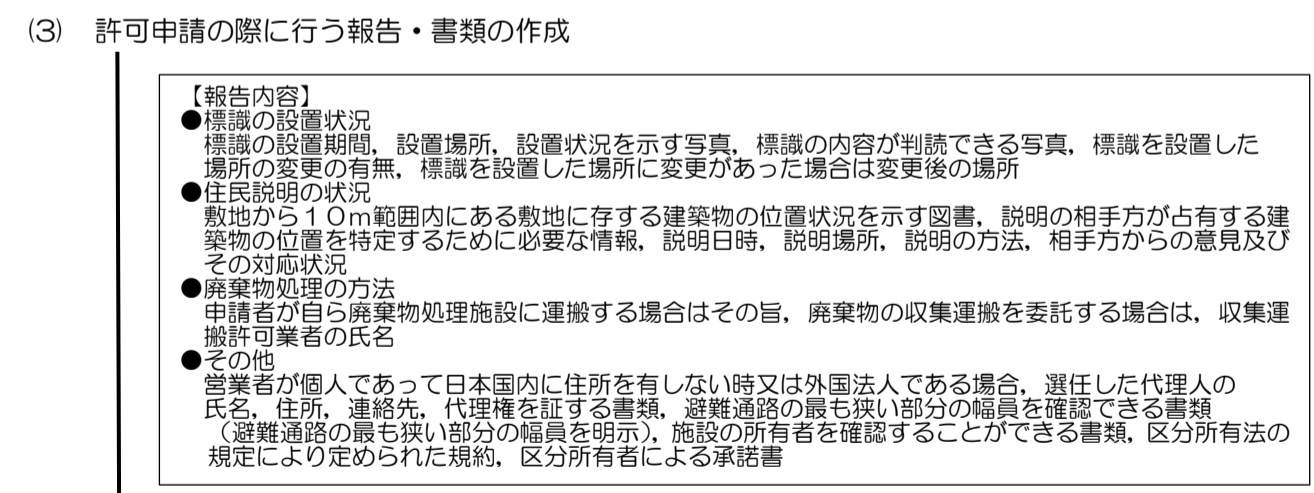 ⑶ 許可申請の際に行う報告・書類の作成
【報告内容】
●標識の設置状況
標識の設置期間，設置場所，設置状況を示す写真，標識の内容が判読できる写真，標識を設置した
場所の変更の有無，標識を設置した場所に変更があった場合は変更後の場所
●住民説明の状況
敷地から１０ｍ範囲内にある敷地に存する建築物の位置状況を示す図書，説明の相手方が占有する建
築物の位置を特定するために必要な情報，説明日時，説明場所，説明の方法，相手方からの意見及び
その対応状況
●廃棄物処理の方法
申請者が自ら廃棄物処理施設に運搬する場合はその旨，廃棄物の収集運搬を委託する場合は，収集運
搬許可業者の氏名
●その他
営業者が個人であって日本国内に住所を有しない時又は外国法人である場合，選任した代理人の
氏名，住所，連絡先，代理権を証する書類，避難通路の最も狭い部分の幅員を確認できる書類
（避難通路の最も狭い部分の幅員を明示），施設の所有者を確認することができる書類，区分所有法の
規定により定められた規約，区分所有者による承諾書